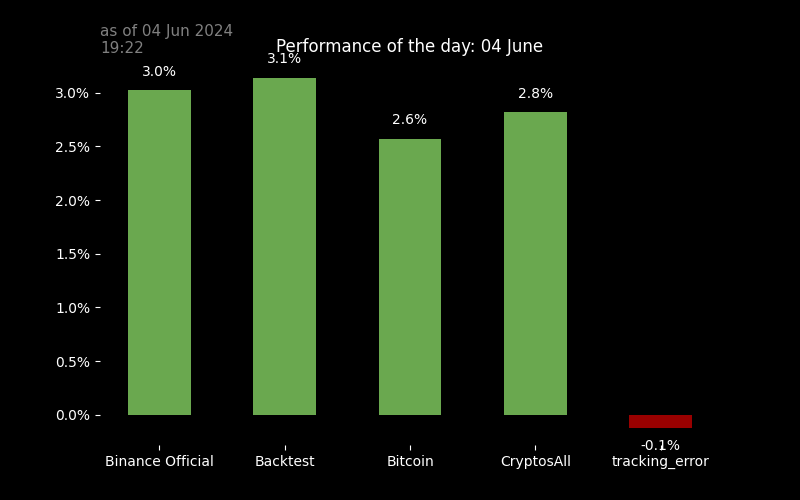 as of 04 Jun 2024
19:22
Performance of the day: 04 June
3.0%
3.1%
2.6%
2.8%
-0.1%
3.0%
2.5%
2.0%
1.5%
1.0%
0.5%
0.0%
Binance Official
Backtest
Bitcoin
CryptosAll
tracking_error